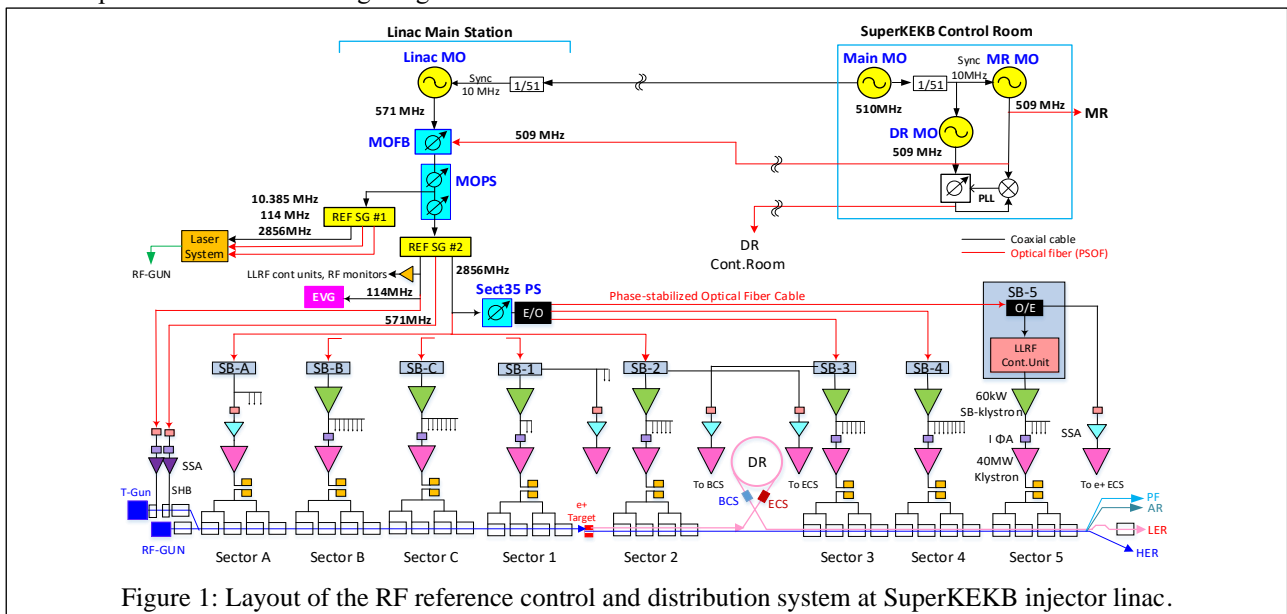 Linac Main Station
SuperKEKB Control Room
Linac MO
Main MO
MR MO
Sync
10 MHz
1/51
1/51
Sync
10MHz
571 MHz
510MHz
509 MHz
MR
DR MO
MOFB
509 MHz
509 MHz
MOPS
PLL
10.385 MHz
114 MHz
2856MHz
REF SG #1
Laser
System
REF SG #2
DR
Cont.Room
Coaxial cable
Optical fiber (PSOF)
RF-GUN
LLRF cont units, RF monitors
2856MHz
EVG
114MHz
Sect35 PS
E/O
Phase-stabilized Optical Fiber Cable
SB-5
O/E
571MHz
LLRF
Cont.Unit
SB-A
SB-B
SB-C
SB-1
SB-2
SB-3
SB-4
60kW
SB-klystron
SSA
SHB
DR
I ΦA
SSA
40MW
Klystron
To BCS
To ECS
To e+ ECS
T-Gun
BCS
ECS
e+
Target
PF
AR
LER
HER
RF-GUN
Sector A
Sector B
Sector C
Sector 1
Sector 2
Sector 3
Sector 4
Sector 5
Figure 1: Layout of the RF reference control and distribution system at SuperKEKB injector linac.